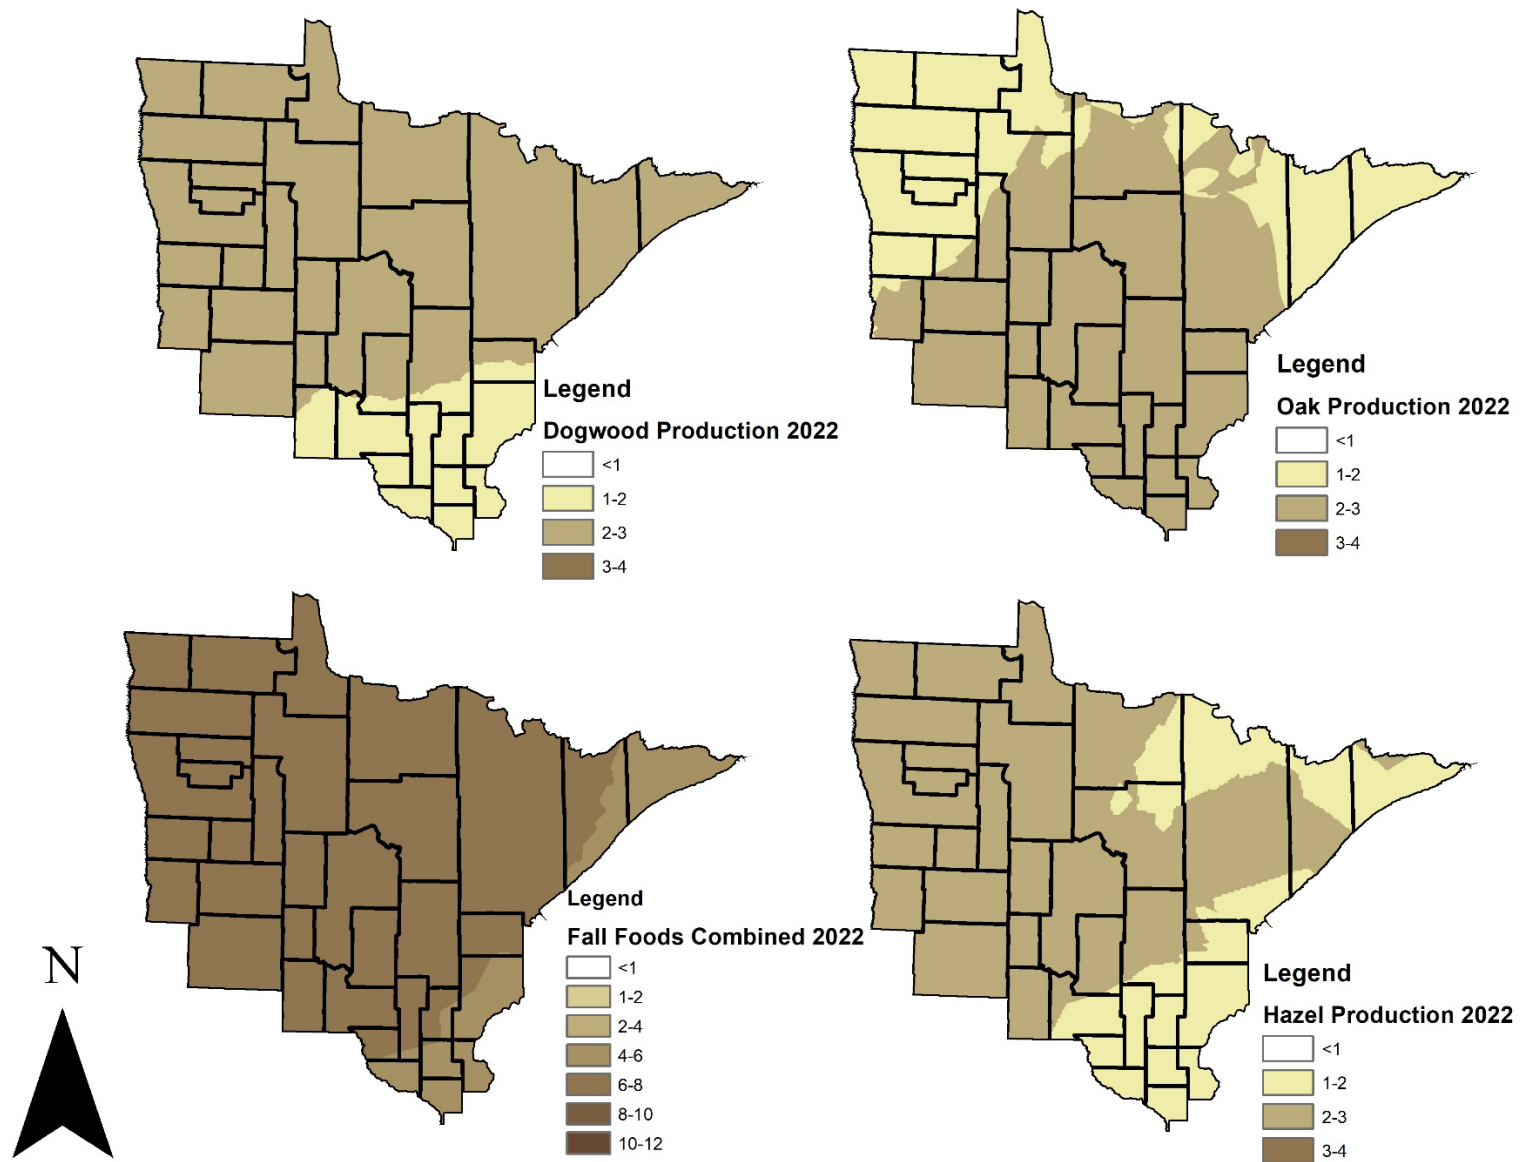 Legend
Dogwood Production 2022
<1
1-2
2-3
3-4
Legend
Oak Production 2022
<1
1-2
2-3
3-4
N
Legend
Fall Foods Combined 2022
<1
1-2
2-4
4-6
6-8
8-10
10-12
Legend
Hazel Production 2022
<1
1-2
2-3
3-4